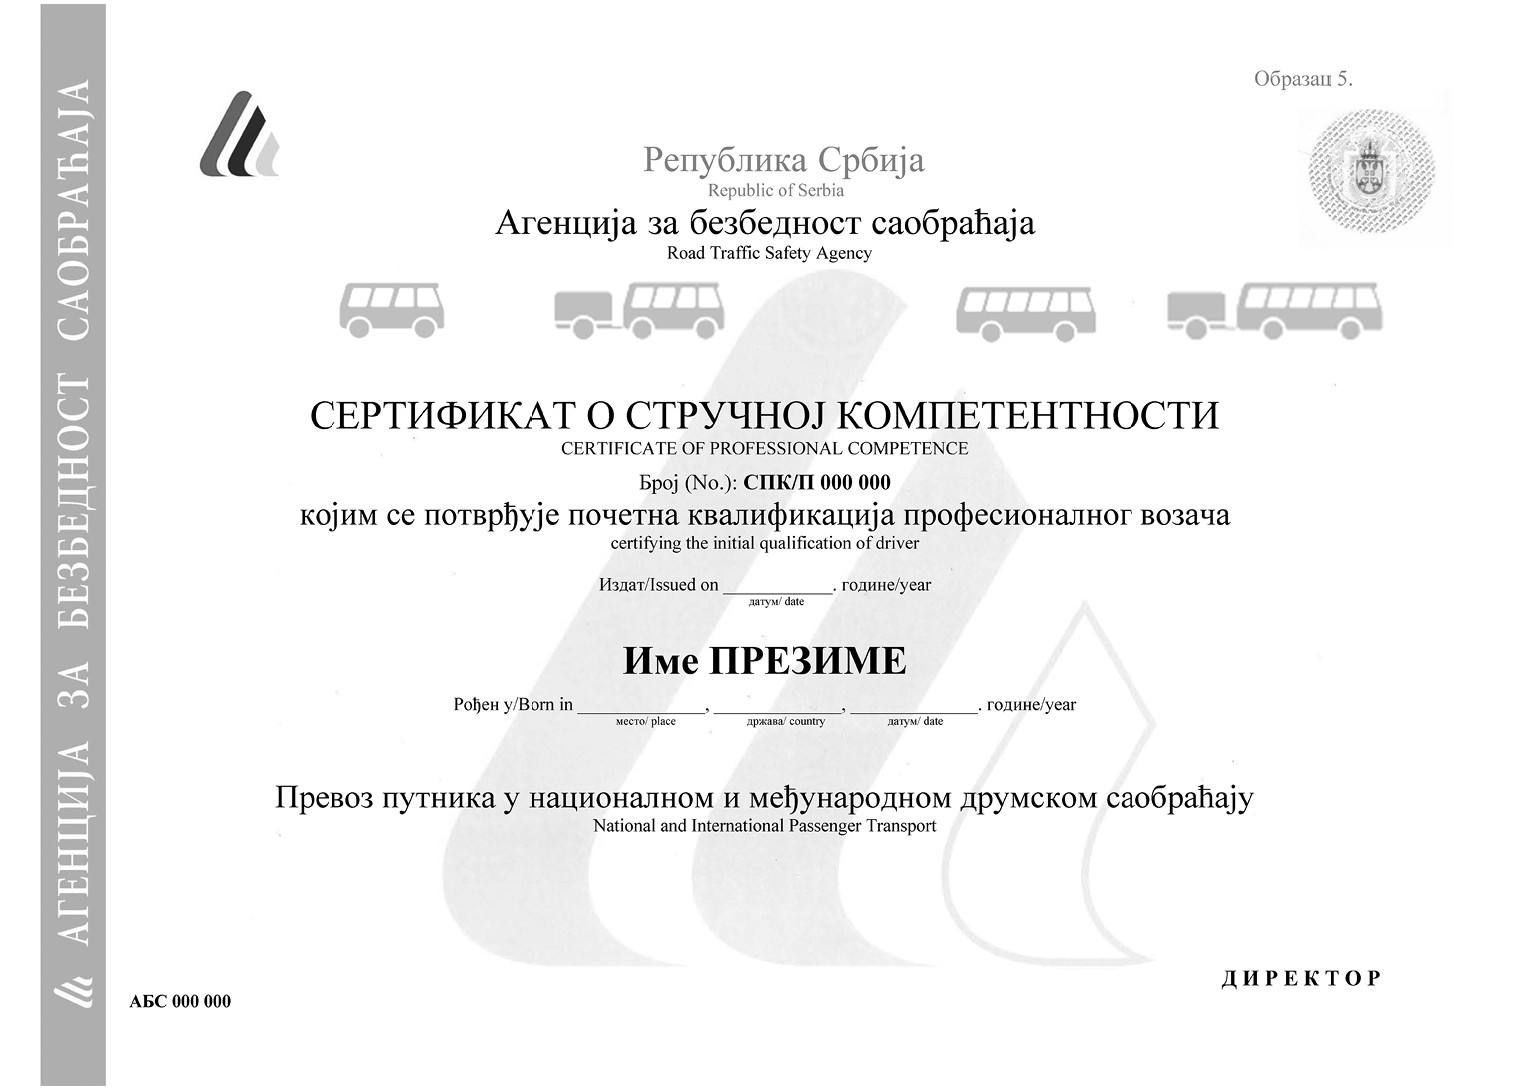 Образац 5.
Република Србија
Republic of Serbia
Агенција за безбедност саобраћаја
Road Traffic Safety Agency
СЕРТИФИКАТ О СТРУЧНОЈ КОМПЕТЕНТНОСТИ
CERTIFICATE OF PROFESSIONAL COMPETENCE
Број (No.): СПК/П 000 000
којим се потврђује почетна квалификација професионалног возача
certifying the initial qualification of driver
Издат/Issued on ____________. године/year
датум/ date
Име ПРЕЗИМЕ
Рођен у/Born in ______________, ______________, ______________. године/year
место/ place држава/ country датум/ date
Превоз путника у националном и међународном друмском саобраћају
National and International Passenger Transport
ДИРЕКТОР
АБС 000 000
АГЕНЦИЈА ЗА БЕЗБЕДНОСТ САОБРАЋАЈА